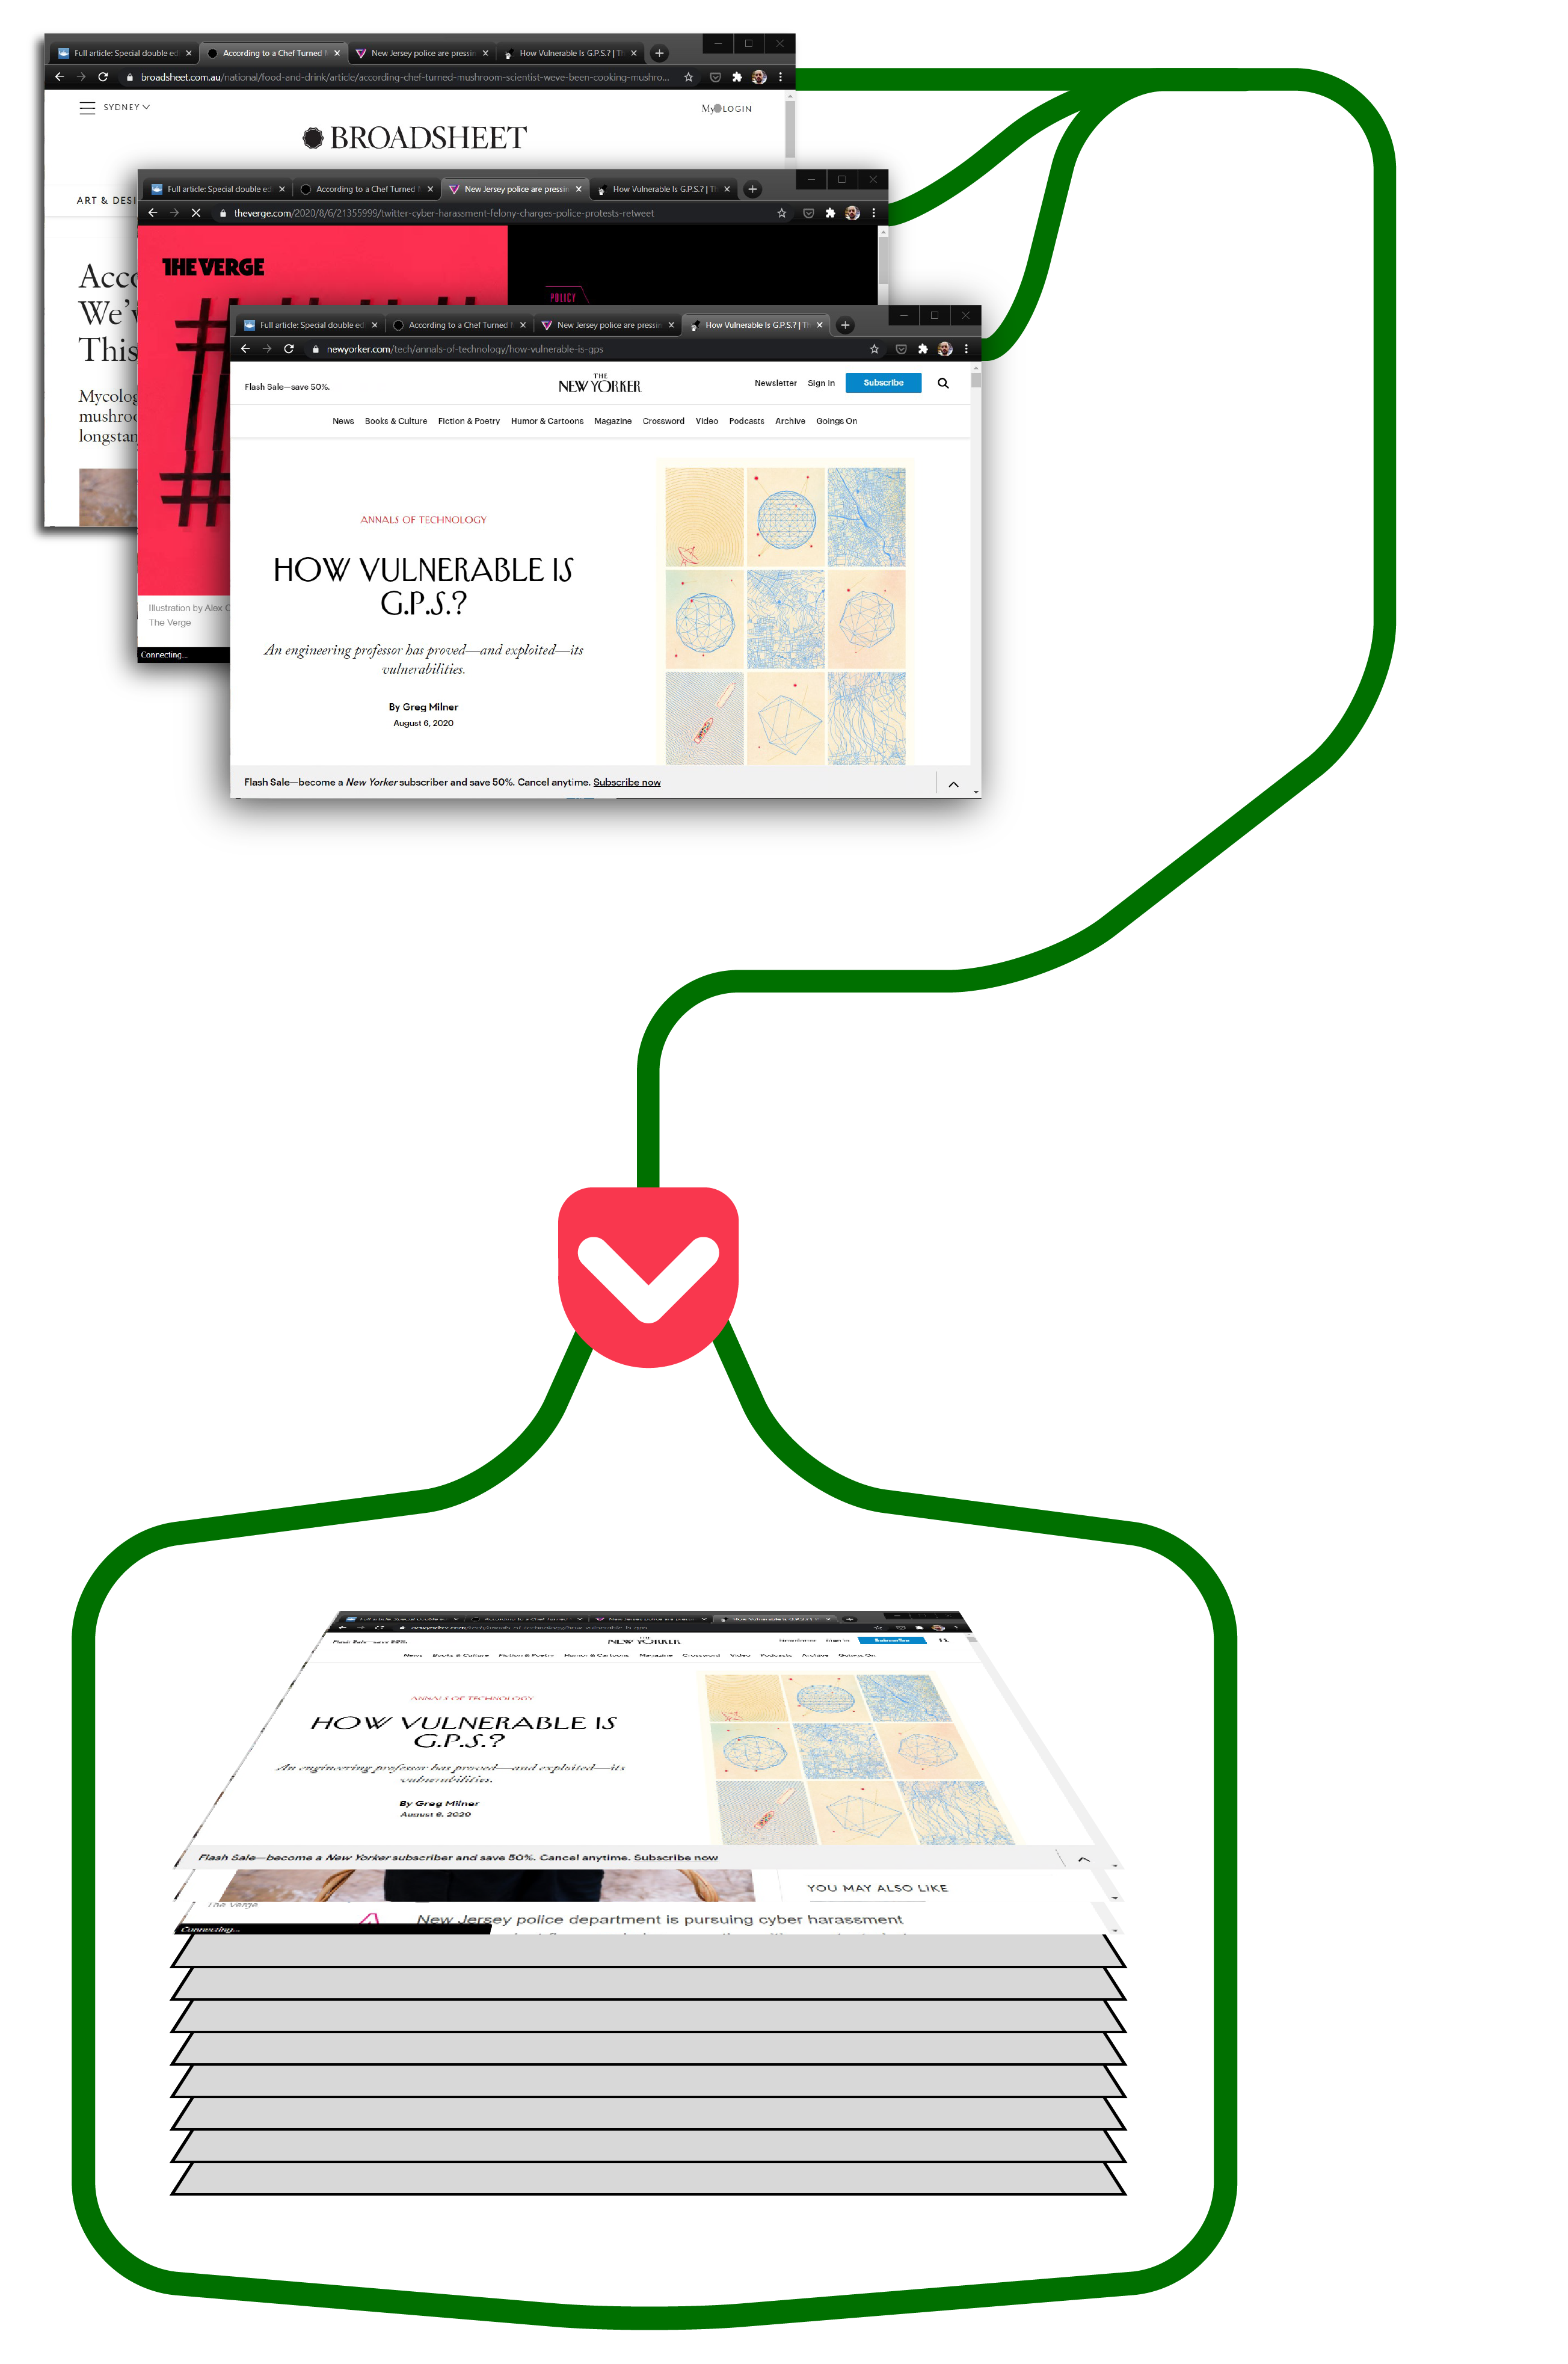 Full article: Special double ed
According to a Chef Turned
New Jersey police are pressin
How Vulnerable Is G.P.S.? | Th
broadsheet.com.au/national/food-and-drink/article/according-chef-turned-mushroom-scientist-weve-been-cooking-mushro...
SYDNEY
My LOGIN
BROADSHEET
ART & DESI
Acco
We'v
This
Mycolog
mushroo
longstan
Full article: Special double ed
According to a Chef Turned
New Jersey police are pressin
How Vulnerable Is G.P.S.? | Th
theverge.com/2020/8/6/21355999/twitter-cyber-harassment-felony-charges-police-protests-retweet
THE VERGE
POLICY
Illustration by Alex C
The Verge
Connecting...
Full article: Special double ed
According to a Chef Turned
New Jersey police are pressin
How Vulnerable Is G.P.S.? | Th
newyorker.com/tech/annals-of-technology/how-vulnerable-is-gps
Flash Sale—save 50%.
THE
NEW YORKER
Newsletter Sign In Subscribe
News Books & Culture Fiction & Poetry Humor & Cartoons Magazine Crossword Video Podcasts Archive Goings On
ANNALS OF TECHNOLOGY
HOW VULNERABLE IS
G.P.S.?
An engineering professor has proved—and exploited—its
vulnerabilities.
By Greg Milner
August 6, 2020
Flash Sale—become a New Yorker subscriber and save 50%. Cancel anytime. Subscribe now
Flash Sale—save 50%.
NEW YORKER
Newsletter Sign In Subscribe
News Books & Culture Fiction & Poetry Humor & Cartoons Magazine Crossword Video Podcasts Archive Goings On
ANNALS OF TECHNOLOGY
HOW VULNERABLE IS
G.P.S.?
An engineering professor has proved—and exploited—its
vulnerabilities.
By Greg Milner
August 6, 2020
Flash Sale—become a New Yorker subscriber and save 50%. Cancel anytime. Subscribe now
YOU MAY ALSO LIKE
The Verge
New Jersey police department is pursuing cyber harassment
Connecting...